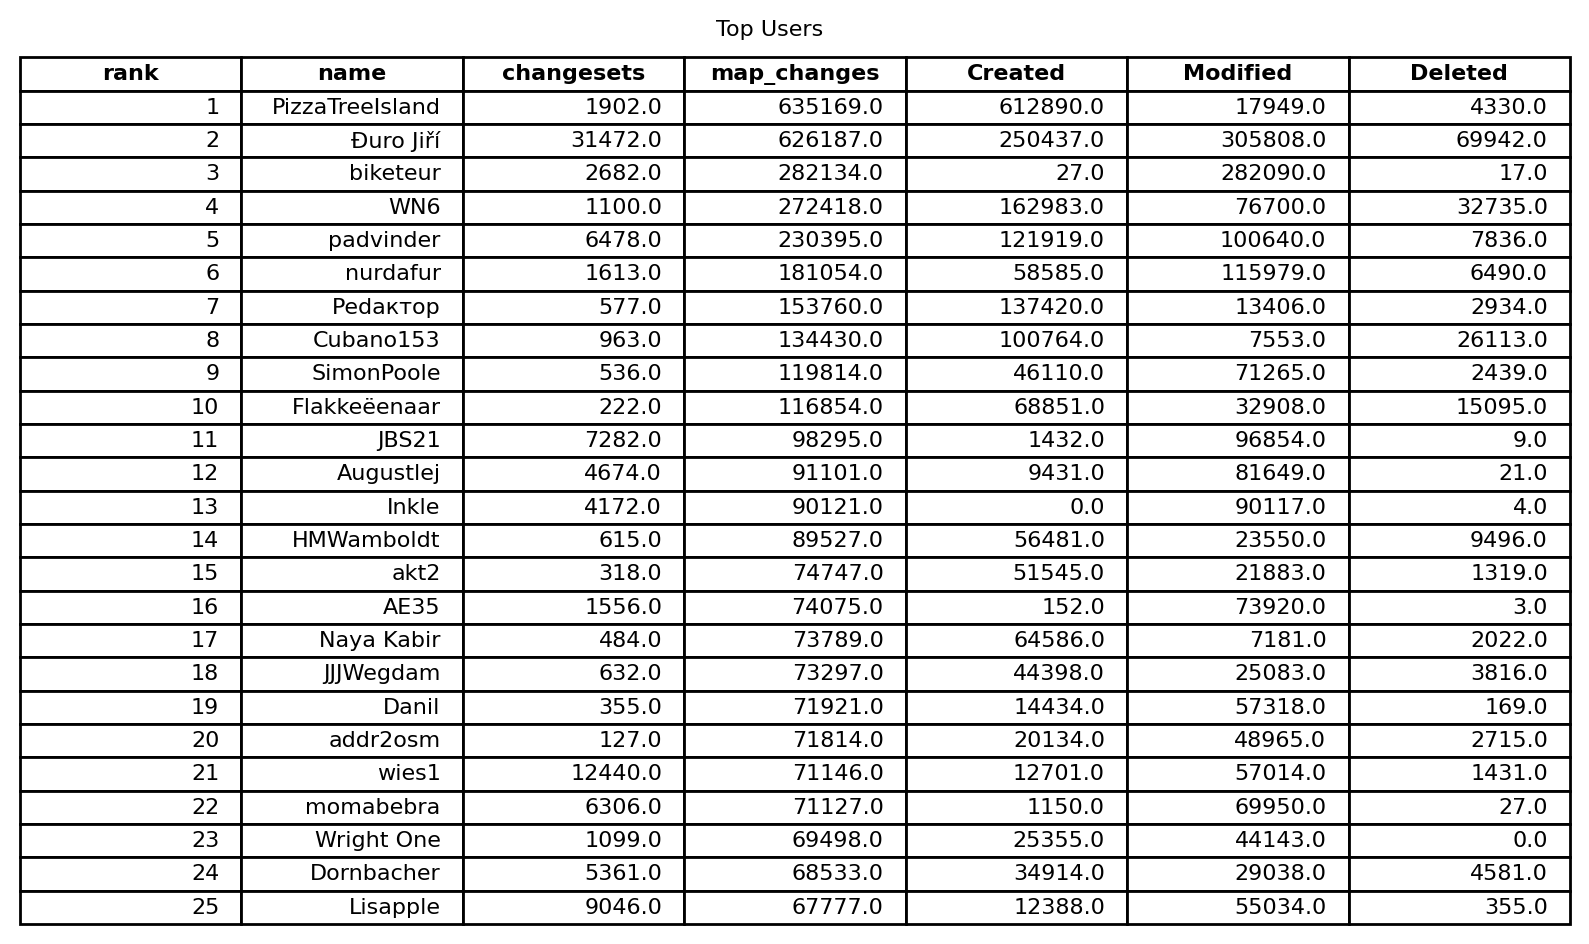 Top Users
rank name changesets map_changes Created Modified Deleted
1 PizzaTreeIsland 1902.0 635169.0 612890.0 17949.0 4330.0
2 Đuro Jiří 31472.0 626187.0 250437.0 305808.0 69942.0
3 biketeur 2682.0 282134.0 27.0 282090.0 17.0
4 WN6 1100.0 272418.0 162983.0 76700.0 32735.0
5 padvinder 6478.0 230395.0 121919.0 100640.0 7836.0
6 nurdafur 1613.0 181054.0 58585.0 115979.0 6490.0
7 Pedактор 577.0 153760.0 137420.0 13406.0 2934.0
8 Cubano153 963.0 134430.0 100764.0 7553.0 26113.0
9 SimonPoole 536.0 119814.0 46110.0 71265.0 2439.0
10 Flakkeëenaar 222.0 116854.0 68851.0 32908.0 15095.0
11 JBS21 7282.0 98295.0 1432.0 96854.0 9.0
12 Augustlej 4674.0 91101.0 9431.0 81649.0 21.0
13 Inkle 4172.0 90121.0 0.0 90117.0 4.0
14 HMWamboldt 615.0 89527.0 56481.0 23550.0 9496.0
15 akt2 318.0 74747.0 51545.0 21883.0 1319.0
16 AE35 1556.0 74075.0 152.0 73920.0 3.0
17 Naya Kabir 484.0 73789.0 64586.0 7181.0 2022.0
18 JJJWegdam 632.0 73297.0 44398.0 25083.0 3816.0
19 Danil 355.0 71921.0 14434.0 57318.0 169.0
20 addr2osm 127.0 71814.0 20134.0 48965.0 2715.0
21 wies1 12440.0 71146.0 12701.0 57014.0 1431.0
22 momabebra 6306.0 71127.0 1150.0 69950.0 27.0
23 Wright One 1099.0 69498.0 25355.0 44143.0 0.0
24 Dornbacher 5361.0 68533.0 34914.0 29038.0 4581.0
25 Lisapple 9046.0 67777.0 12388.0 55034.0 355.0